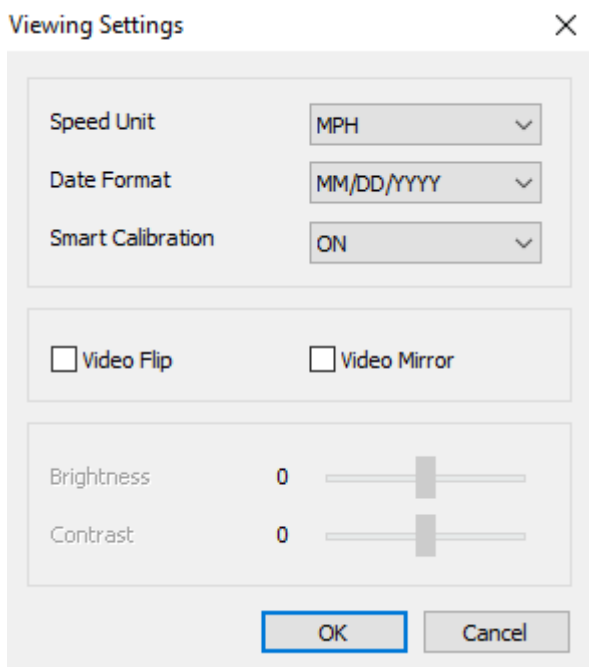 Viewing Settings
Speed Unit MPH
Date Format MM/DD/YYYY
Smart Calibration ON
Video Flip Video Mirror
Brightness 0
Contrast 0
OK Cancel